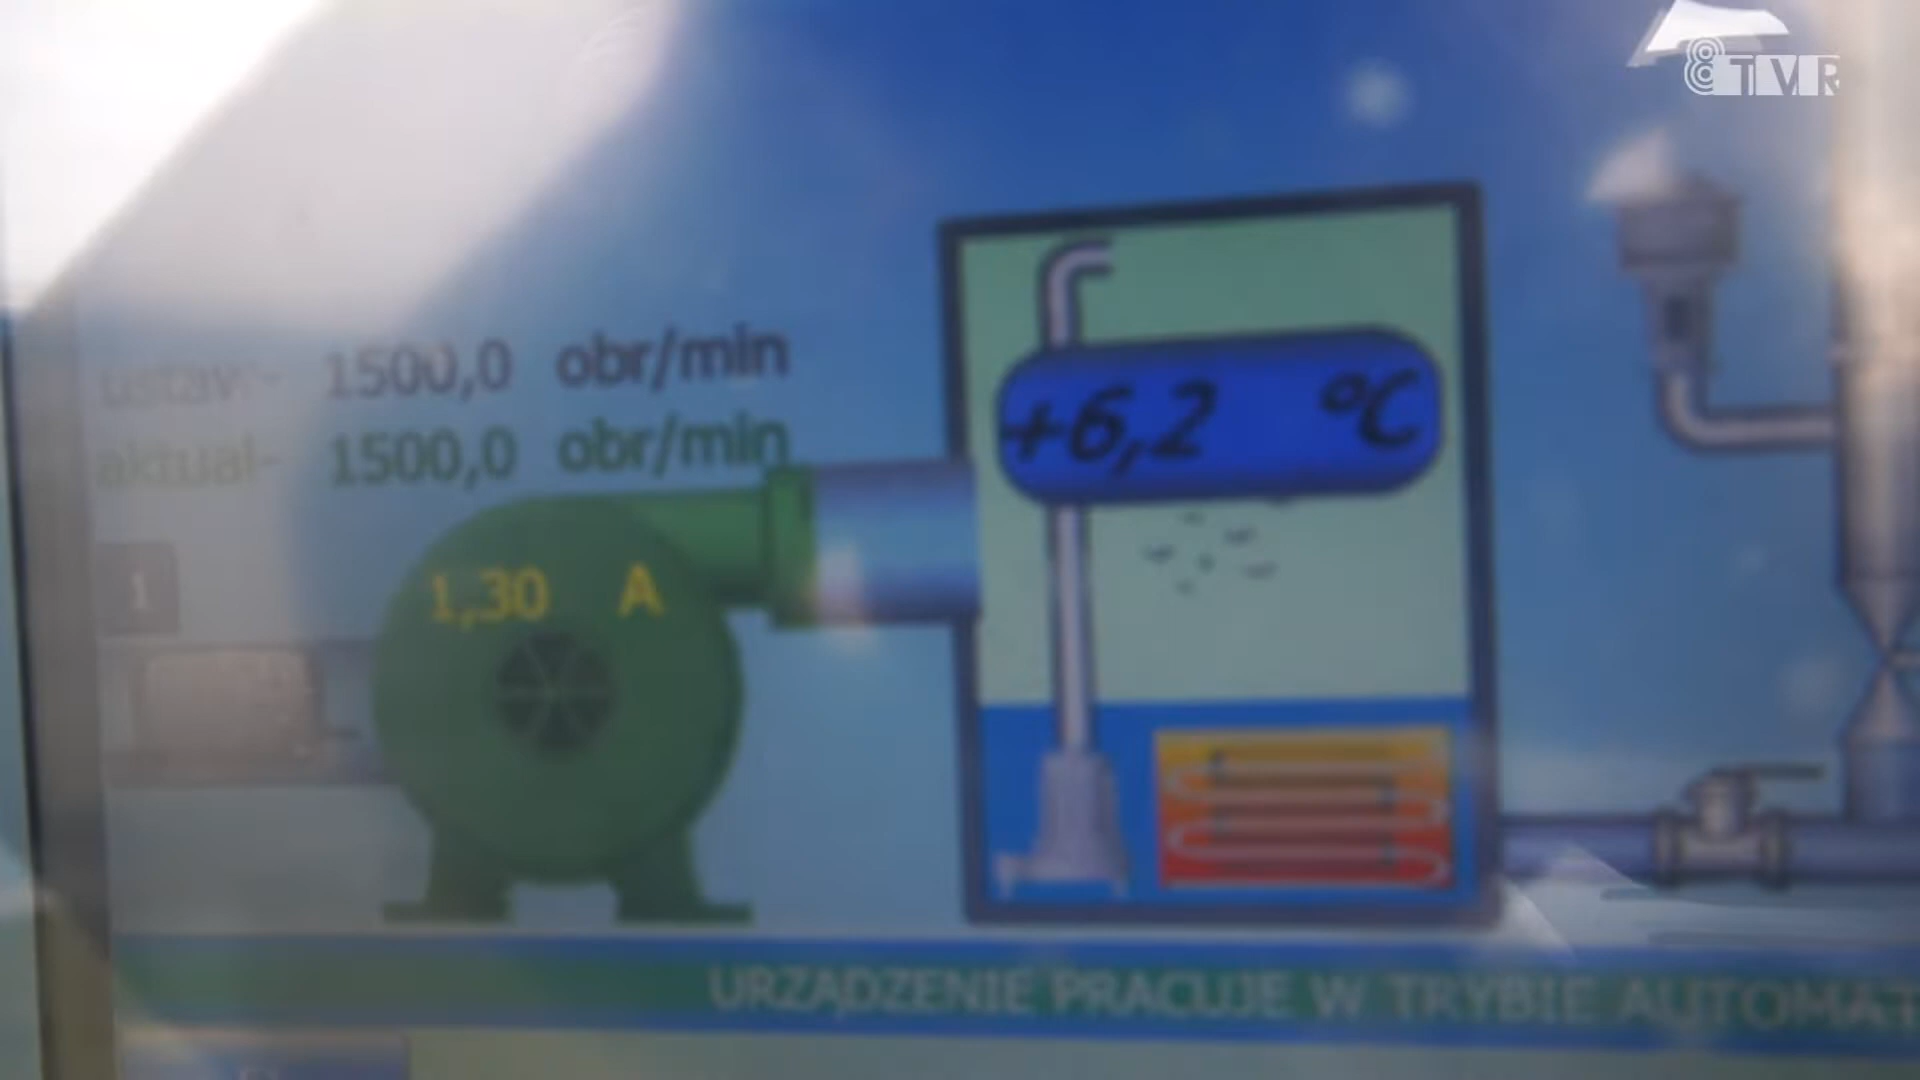 TVR
ustaw.- 1500,0 obr/min
aktual- 1500,0 obr/min
+6,2 °C
1,30 A
1
URZĄDZENIE PRACUJE W TRYBIE AUTOMAT